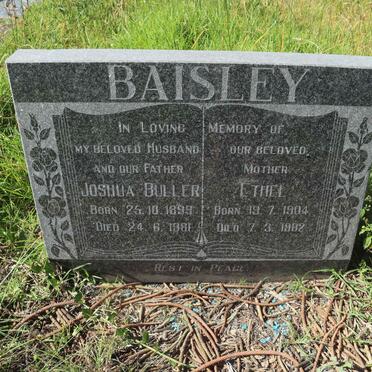 BAISLEY
IN LOVING MEMORY OF
MY BELOVED HUSBAND
AND OUR FATHER
JOSHUA BULLER
BORN 25.10.1899
DIED 24.6.1981
OUR BELOVED
MOTHER
ETHEL
BORN 19.7.1904
DIED 7.3.1982
REST IN PEACE